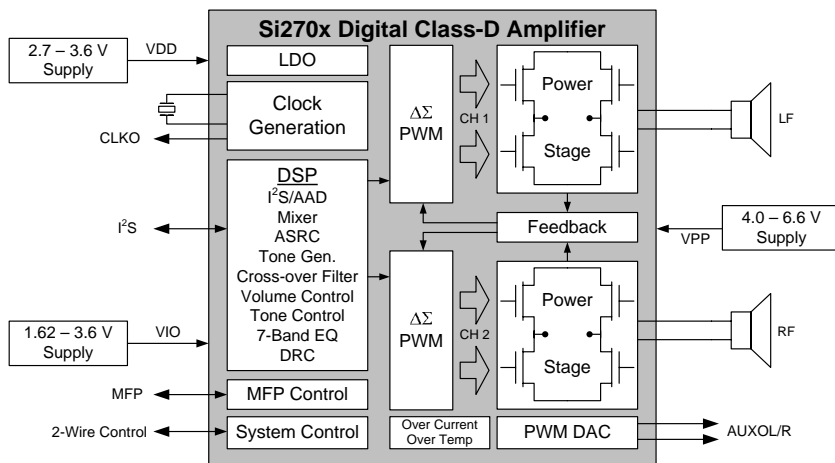 Si270x Digital Class-D Amplifier
2.7 – 3.6 V
Supply
VDD
LDO
Clock
Generation
CLKO
DSP
I²S/AAD
Mixer
ASRC
Tone Gen.
Cross-over Filter
Volume Control
Tone Control
7-Band EQ
DRC
I²S
1.62 – 3.6 V
Supply
VIO
MFP
MFP Control
2-Wire Control
System Control
ΔΣ
PWM
CH 1
Power
Stage
LF
Feedback
VPP
4.0 – 6.6 V
Supply
ΔΣ
PWM
CH 2
Power
Stage
RF
Over Current
Over Temp
PWM DAC
AUXOL/R